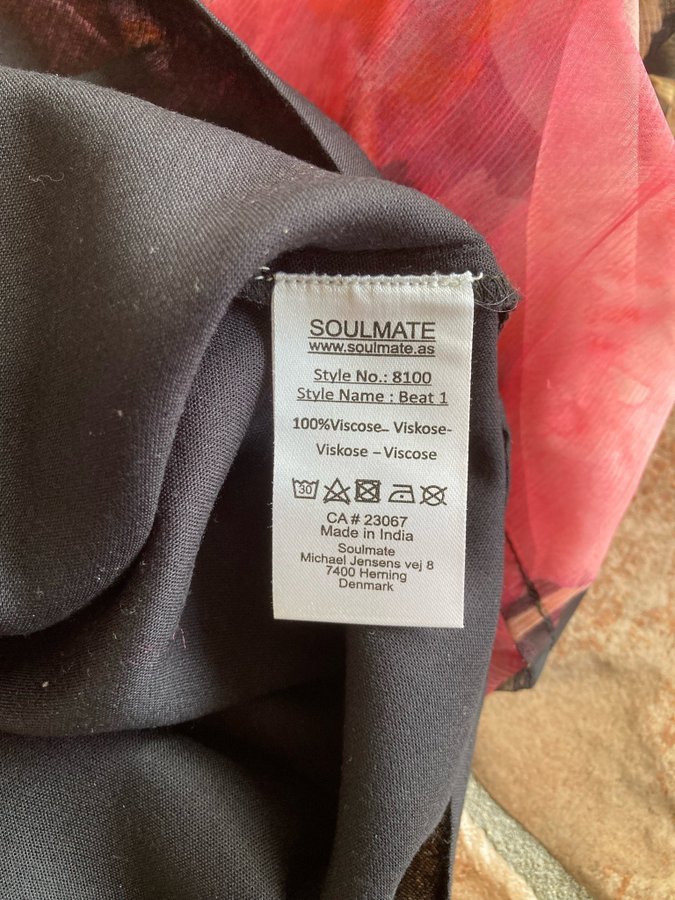 SOULMATE
www.soulmate.as
Style No.: 8100
Style Name : Beat 1
100%Viscose– Viskose-
Viskose – Viscose
30
CA # 23067
Made in India
Soulmate
Michael Jensens vej 8
7400 Herning
Denmark